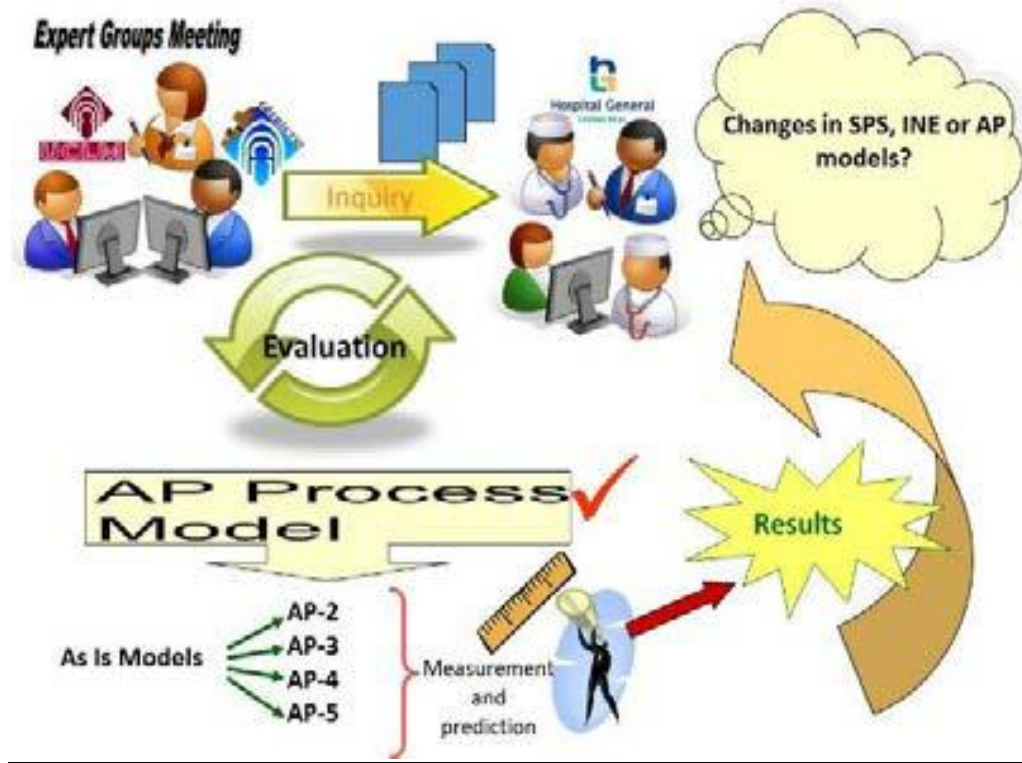 Expert Groups Meeting
UCLM
Inquiry
Hospital General
Changes in SPS, INE or AP
models?
Evaluation
AP Process
Model
Results
As Is Models
AP-2
AP-3
AP-4
AP-5
Measurement
and
prediction